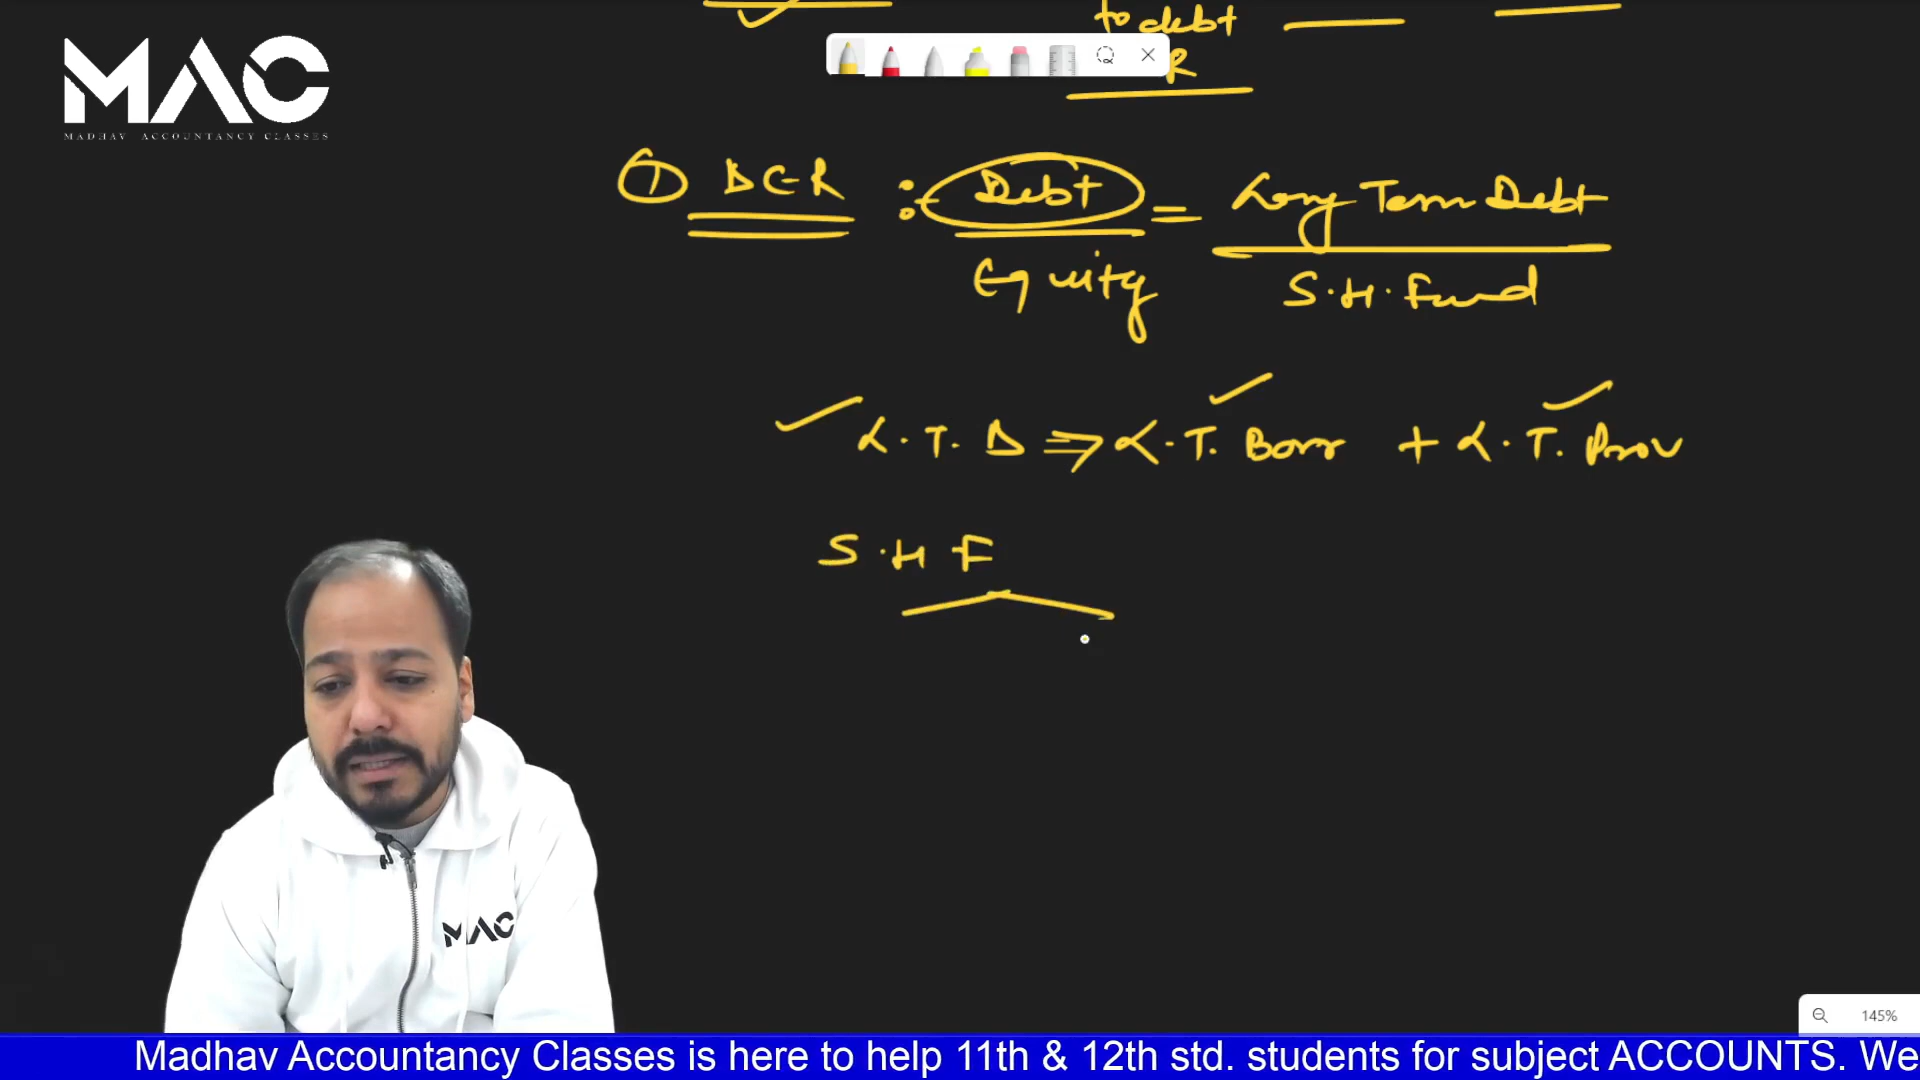 to debt
R
MAC
MADHAV ACCOUNTANCY CLASSES
① DER :- Debt = Long Term Debt
Equity S.H. Fund
L.T. D ⇒ L.T. Borr + L.T. Prov
S.H F
MAC
145%
Madhav Accountancy Classes is here to help 11th & 12th std. students for subject ACCOUNTS. We